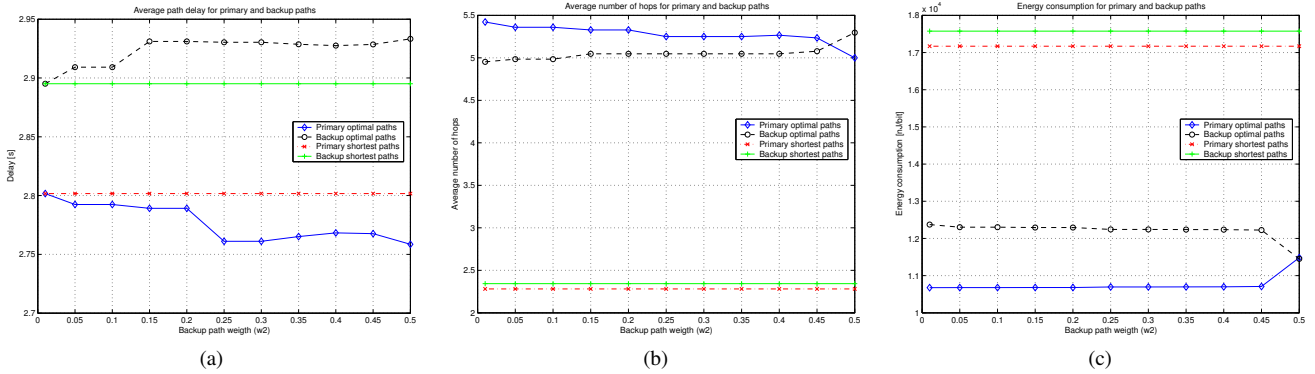 Average path delay for primary and backup paths
2.95
2.9
2.85
2.8
2.75
2.7
Delay [s]
Primary optimal paths
Backup optimal paths
Primary shortest paths
Backup shortest paths
0 0.05 0.1 0.15 0.2 0.25 0.3 0.35 0.4 0.45 0.5
Backup path weigth (w2)
(a)
Average number of hops for primary and backup paths
5.5
5
4.5
4
3.5
3
2.5
2
Average number of hops
Primary optimal paths
Backup optimal paths
Primary shortest paths
Backup shortest paths
0 0.05 0.1 0.15 0.2 0.25 0.3 0.35 0.4 0.45 0.5
Backup path weigth (w2)
(b)
Energy consumption for primary and backup paths
x 10⁴
1.8
1.7
1.6
1.5
1.4
1.3
1.2
1.1
1
Energy consumption [nJ/bit]
Primary optimal paths
Backup optimal paths
Primary shortest paths
Backup shortest paths
0 0.05 0.1 0.15 0.2 0.25 0.3 0.35 0.4 0.45 0.5
Backup path weigth (w2)
(c)